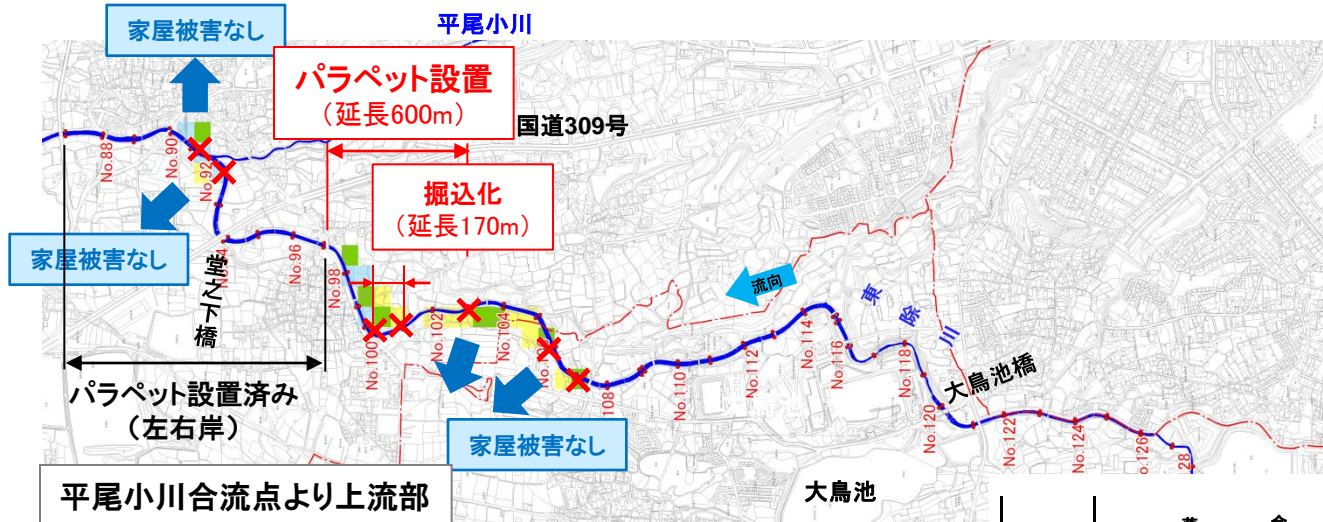 家屋被害なし
平尾小川
パラペット設置
（延長600m）
国道309号
掘込化
（延長170m）
家屋被害なし
堂之下橋
パラペット設置済み
（左右岸）
家屋被害なし
流向
東除川
大鳥池橋
大鳥池
平尾小川合流点より上流部
No.88
No.90
No.92
No.96
No.98
No.100
No.102
No.104
108
No.110
No.112
No.114
No.116
No.118
No.120
No.122
No.124
No.126
28